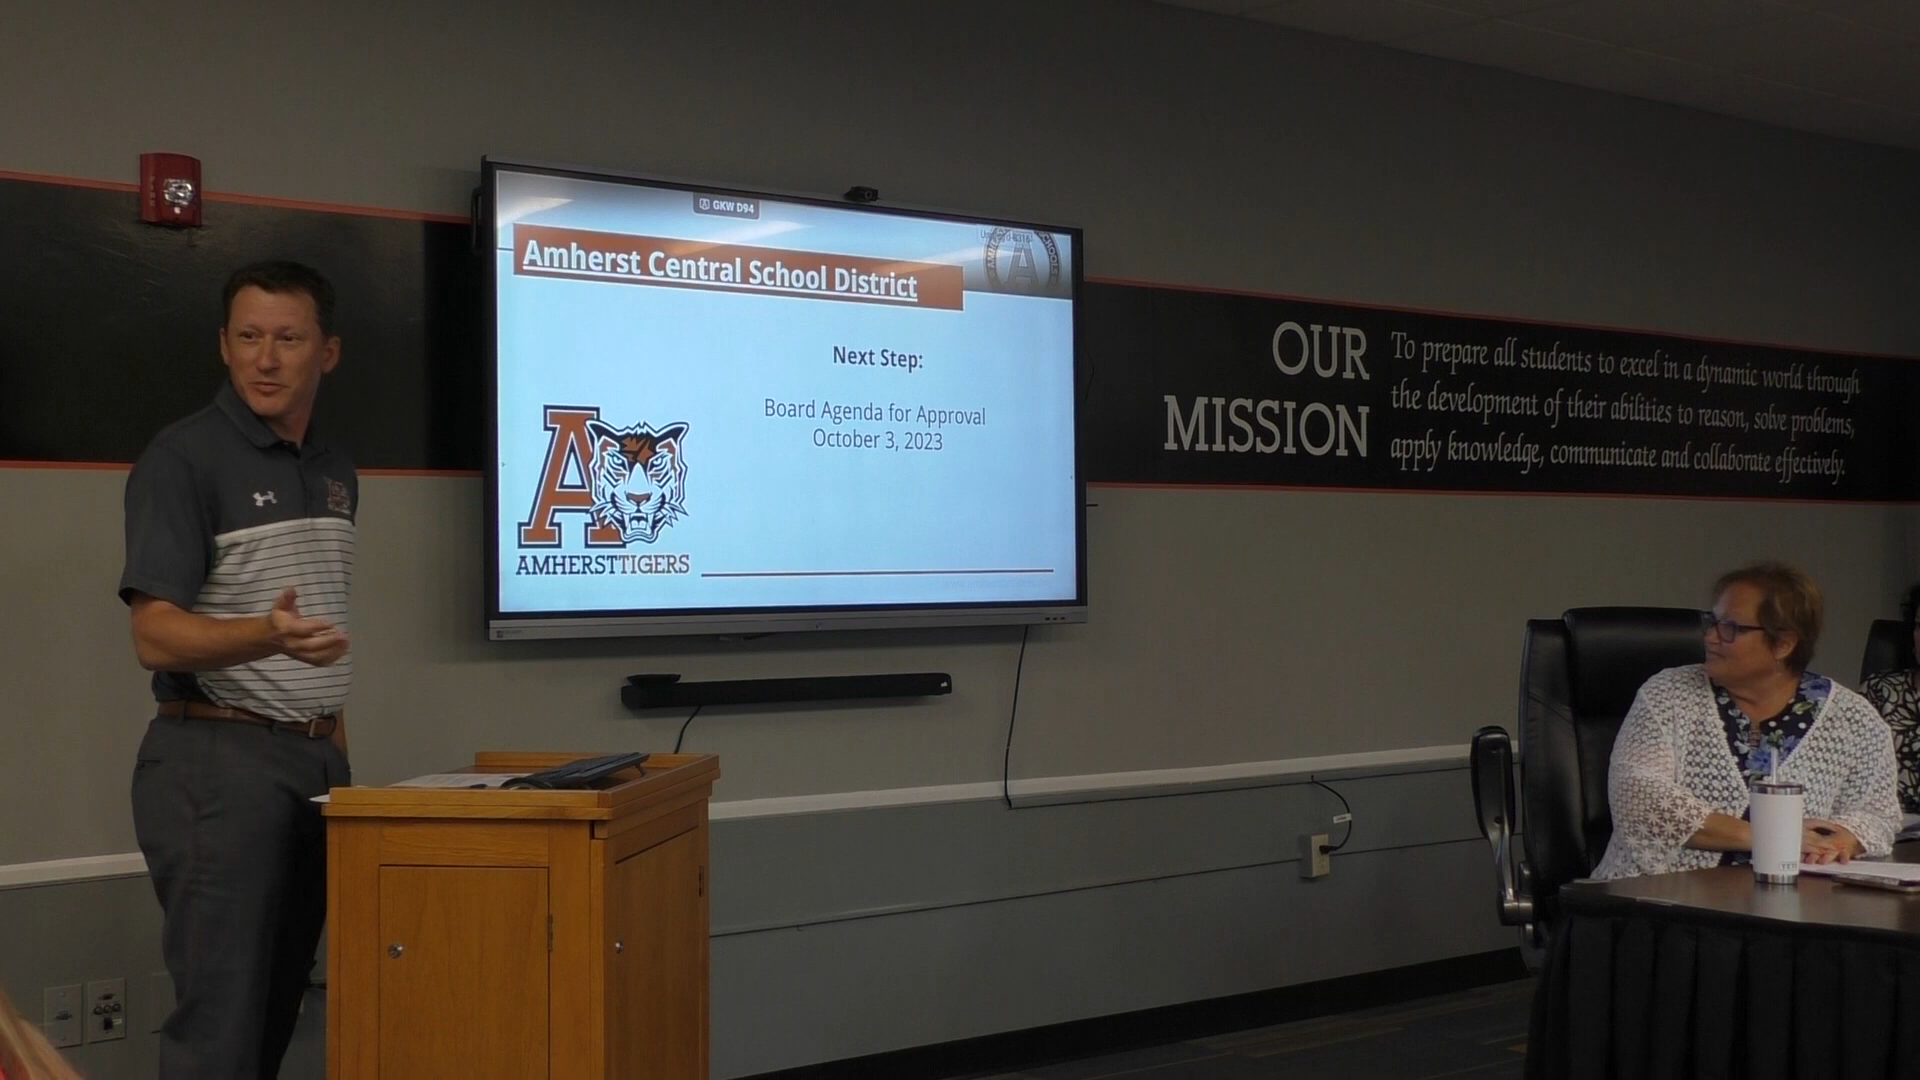 GKW D94
Amherst Central School District
Next Step:
Board Agenda for Approval
October 3, 2023
A
AMHERSTTIGERS
OUR
MISSION
To prepare all students to excel in a dynamic world through
the development of their abilities to reason, solve problems,
apply knowledge, communicate and collaborate effectively.
YETI